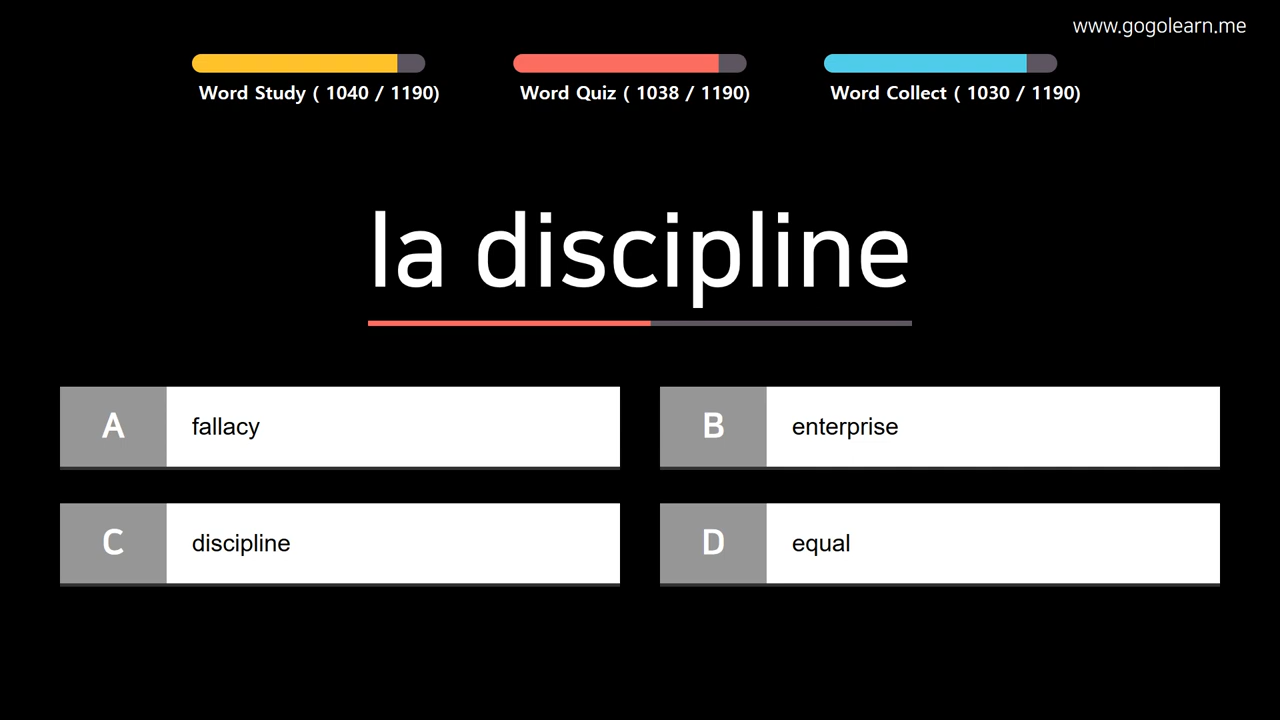 www.gogolearn.me
Word Study ( 1040 / 1190)
Word Quiz ( 1038 / 1190)
Word Collect ( 1030 / 1190)
la discipline
A fallacy
B enterprise
C discipline
D equal